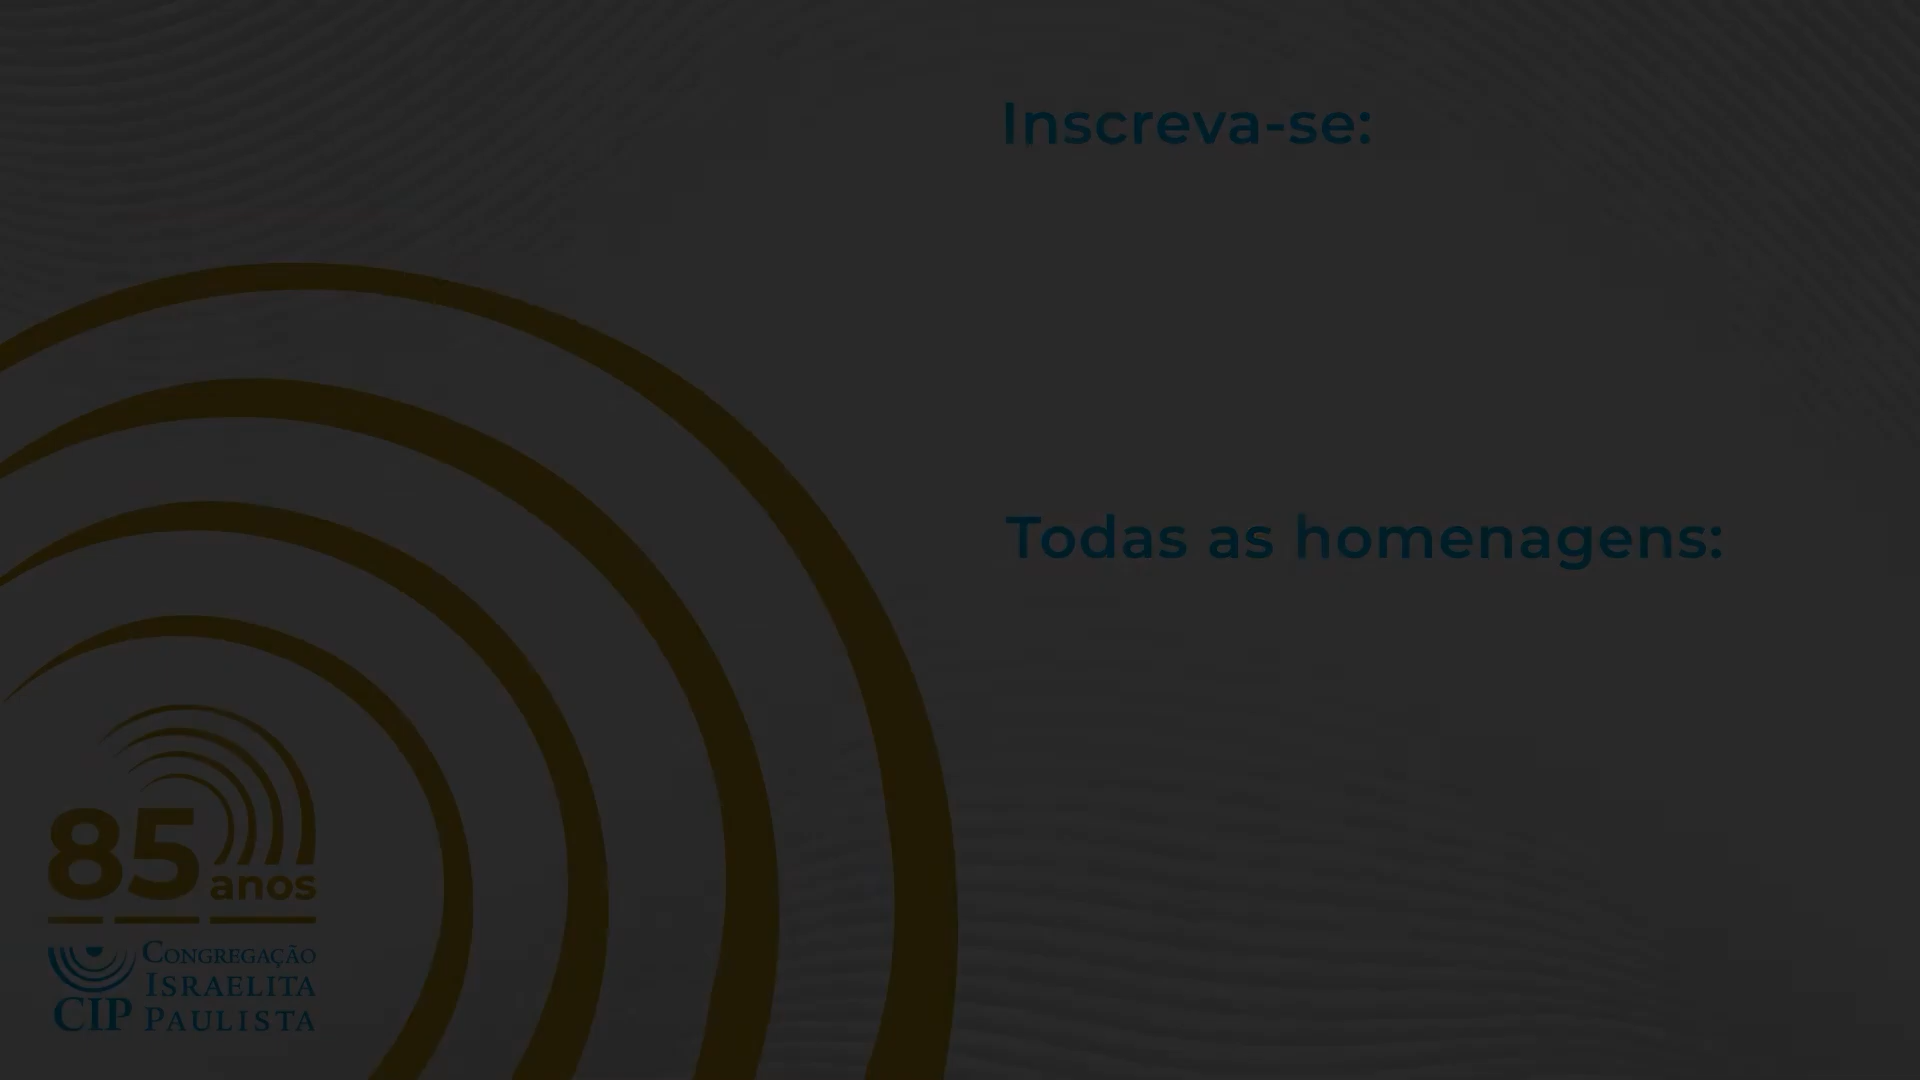 Inscreva-se:
Todas as homenagens:
85 anos
CONGREGAÇÃO
ISRAELITA
CIP PAULISTA